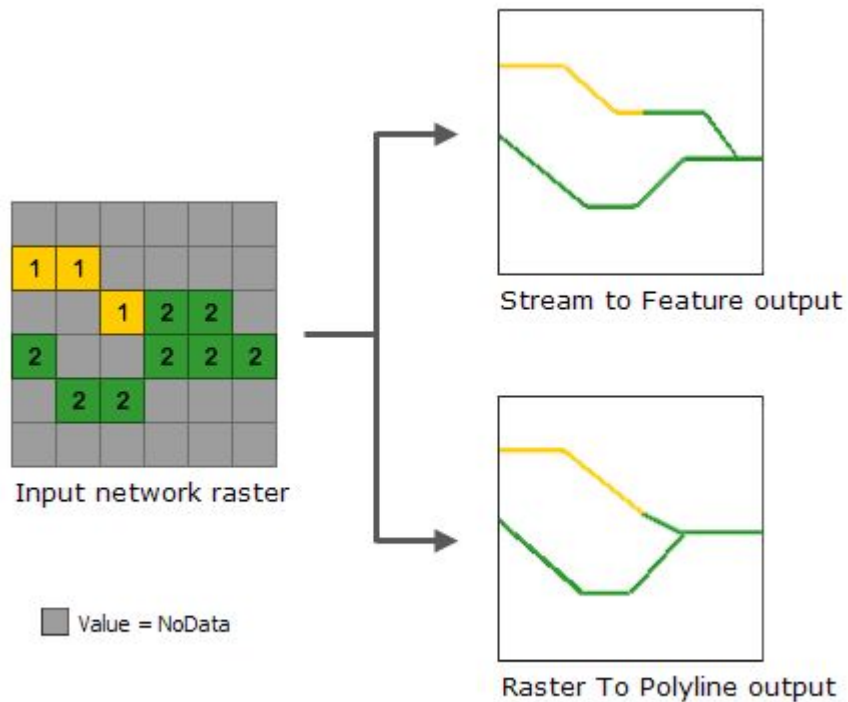 Stream to Feature output
1 1
1 2 2
2 2 2 2
2 2
Input network raster
Value = NoData
Raster To Polyline output